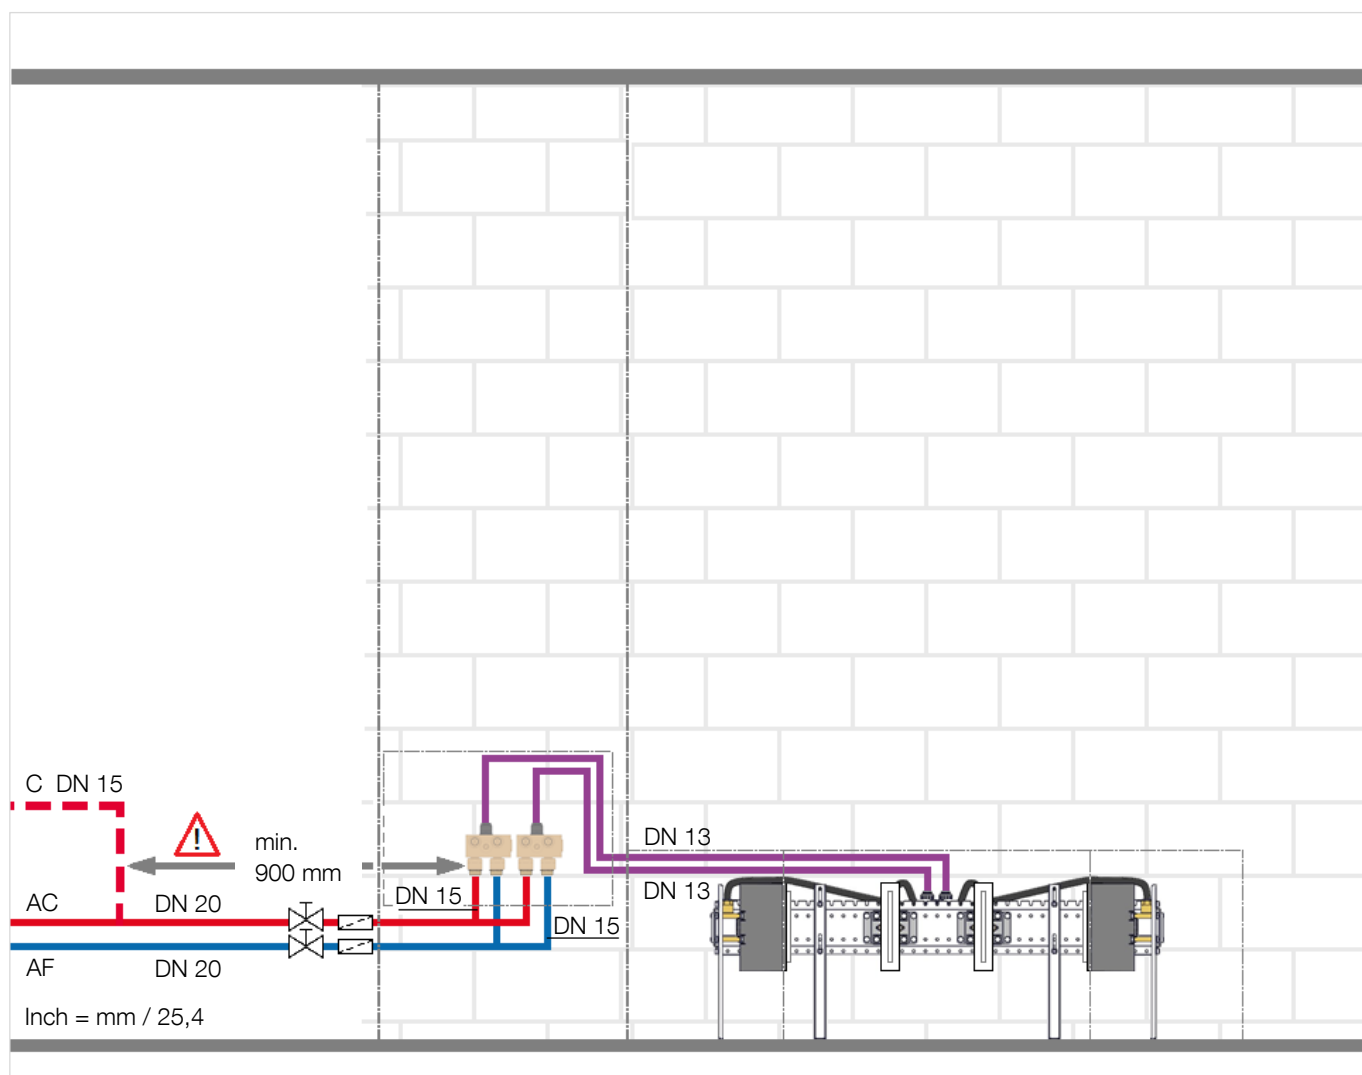 C DN 15
min.
900 mm
DN 13
DN 13
AC
DN 20
DN 15
DN 15
AF
DN 20
Inch = mm / 25,4
!